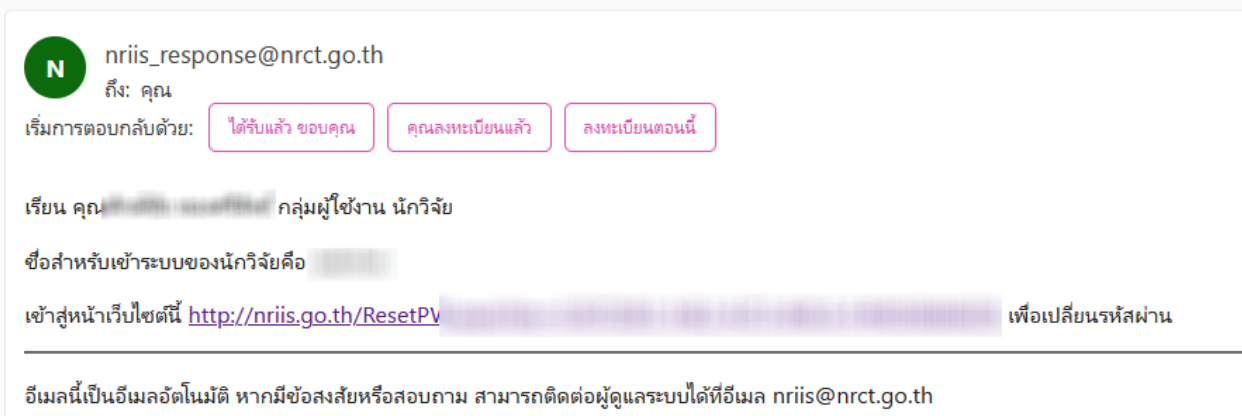 N
nriis_response@nrct.go.th
ถึง: คุณ
เริ่มการตอบกลับด้วย: ได้รับแล้ว ขอบคุณ คุณลงทะเบียนแล้ว ลงทะเบียนตอนนี้
เรียน คุณ กลุ่มผู้ใช้งาน นักวิจัย
ชื่อสำหรับเข้าระบบของนักวิจัยคือ
เข้าสู่หน้าเว็บไซต์นี้ http://nriis.go.th/ResetPW เพื่อเปลี่ยนรหัสผ่าน
อีเมลนี้เป็นอีเมลอัตโนมัติ หากมีข้อสงสัยหรือสอบถาม สามารถติดต่อผู้ดูแลระบบได้ที่อีเมล nriis@nrct.go.th